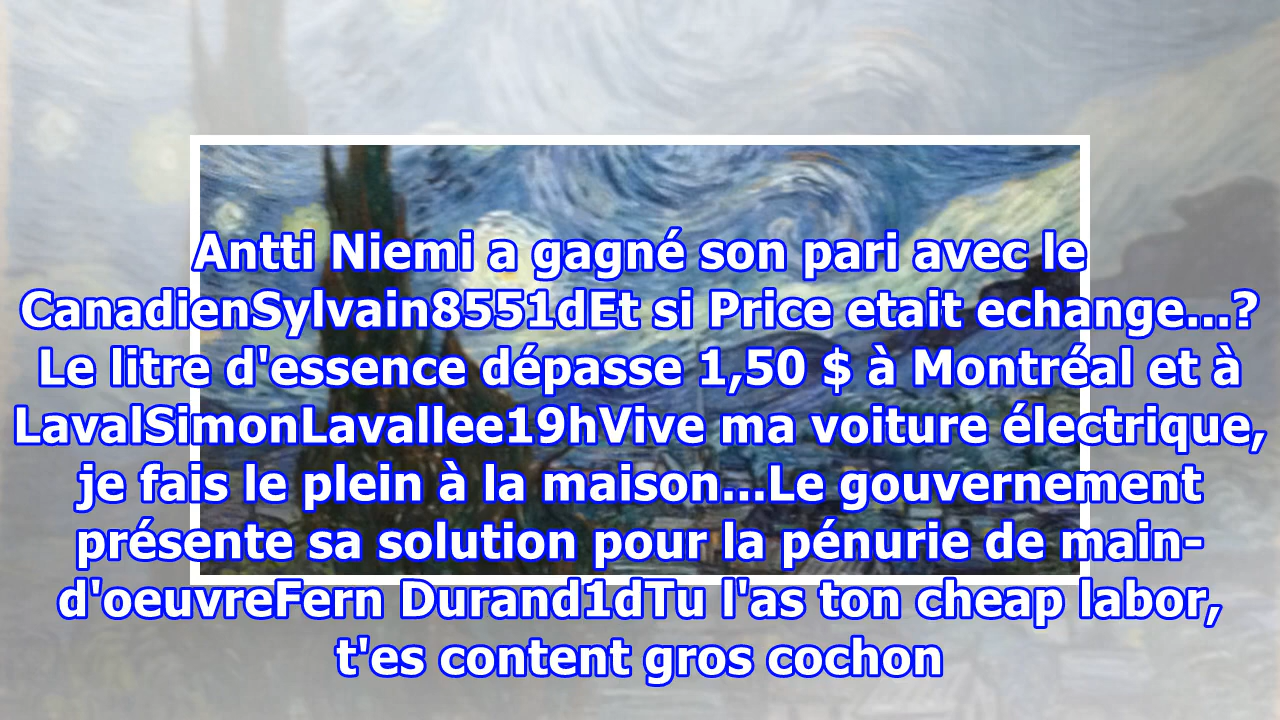 Antti Niemi a gagné son pari avec le
CanadienSylvain8551dEt si Price etait echange...?
Le litre d'essence dépasse 1,50 $ à Montréal et à
LavalSimonLavallee19hVive ma voiture électrique,
je fais le plein à la maison...Le gouvernement
présente sa solution pour la pénurie de main-
d'oeuvreFern Durand1dTu l'as ton cheap labor,
t'es content gros cochon